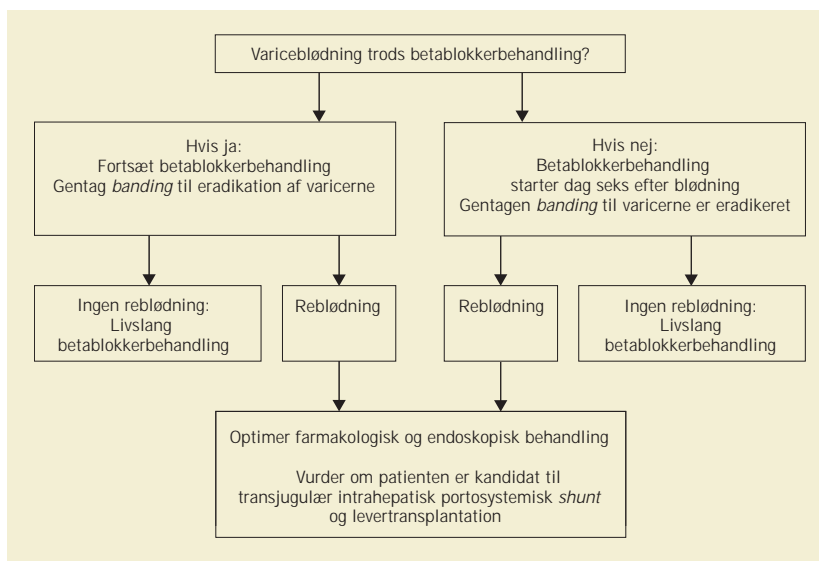 Variceblødning trods betablokkerbehandling?
Hvis ja:
Fortsæt betablokkerbehandling
Gentag banding til eradikation af varicerne
Hvis nej:
Betablokkerbehandling
starter dag seks efter blødning
Gentagen banding til varicerne er eradikeret
Ingen reblødning:
Livslang
betablokkerbehandling
Reblødning
Reblødning
Ingen reblødning:
Livslang
betablokkerbehandling
Optimer farmakologisk og endoskopisk behandling
Vurder om patienten er kandidat til
transjugulær intrahepatisk portosystemisk shunt
og levertransplantation